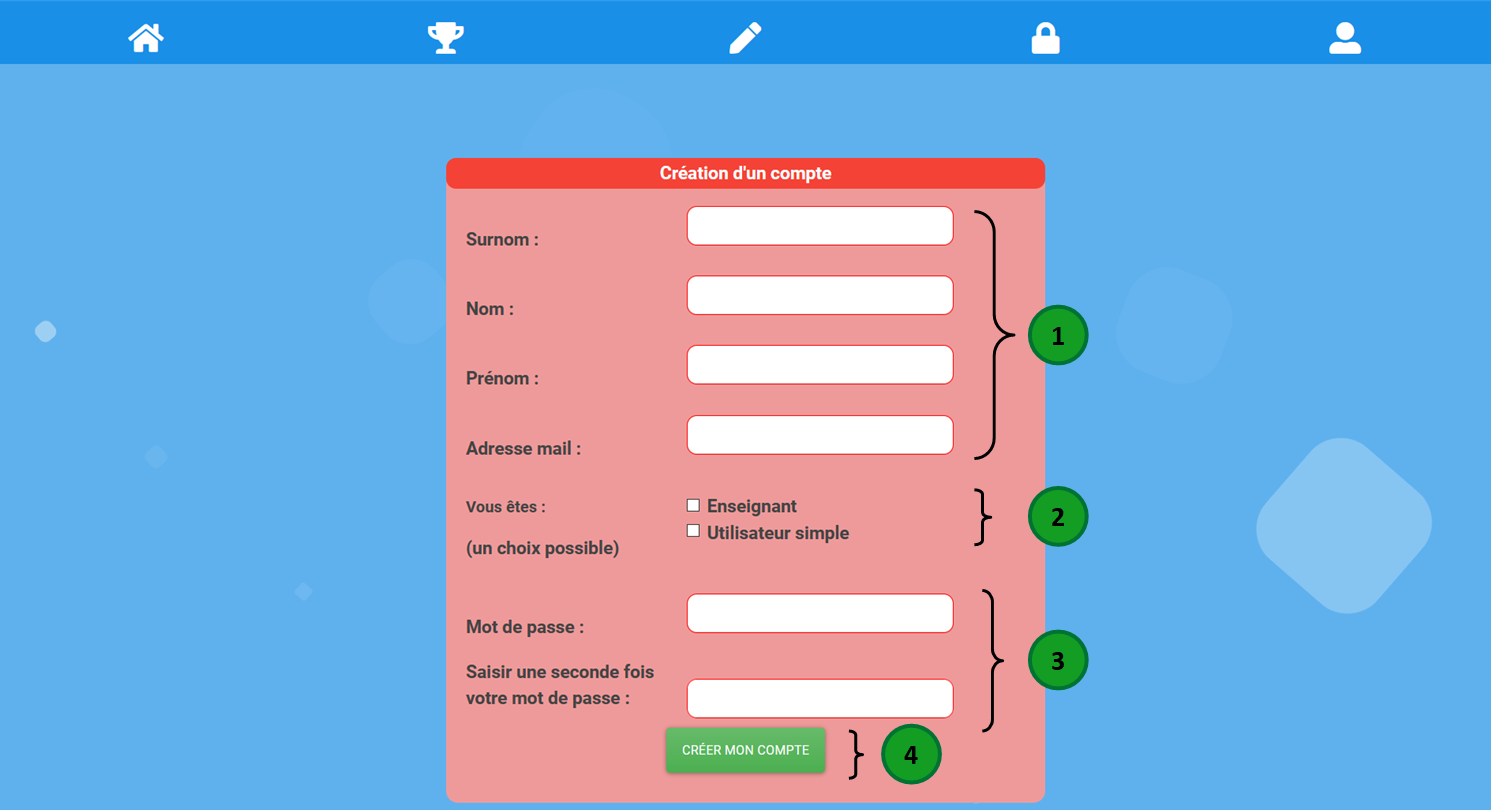 Création d'un compte
Surnom :
Nom :
Prénom :
Adresse mail :
1
Vous êtes :
(un choix possible)
Enseignant
Utilisateur simple
2
Mot de passe :
Saisir une seconde fois
votre mot de passe :
3
CRÉER MON COMPTE
4